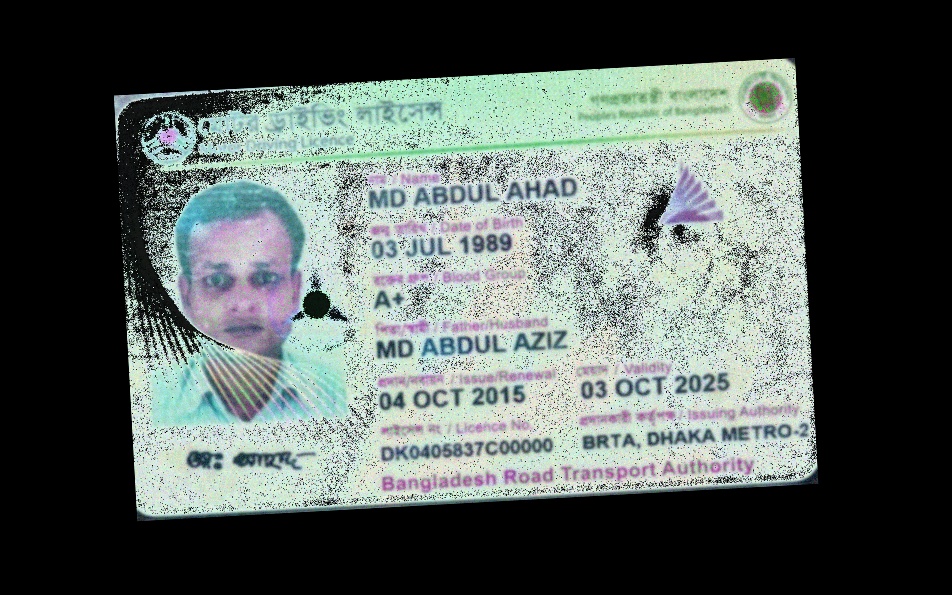 ড্রাইভিং লাইসেন্স
Driving Licence
গণপ্রজাতন্ত্রী বাংলাদেশ
People's Republic of Bangladesh
নাম / Name
MD ABDUL AHAD
জন্ম তারিখ / Date of Birth
03 JUL 1989
রক্তের গ্রুপ / Blood Group
A+
পিতা/স্বামী / Father/Husband
MD ABDUL AZIZ
প্রদান/নবায়ন / Issue/Renewal
04 OCT 2015
মেয়াদ / Validity
03 OCT 2025
লাইসেন্স নং / Licence No.
DK0405837C00000
প্রদানকারী কর্তৃপক্ষ / Issuing Authority
BRTA, DHAKA METRO-2
Bangladesh Road Transport Authority